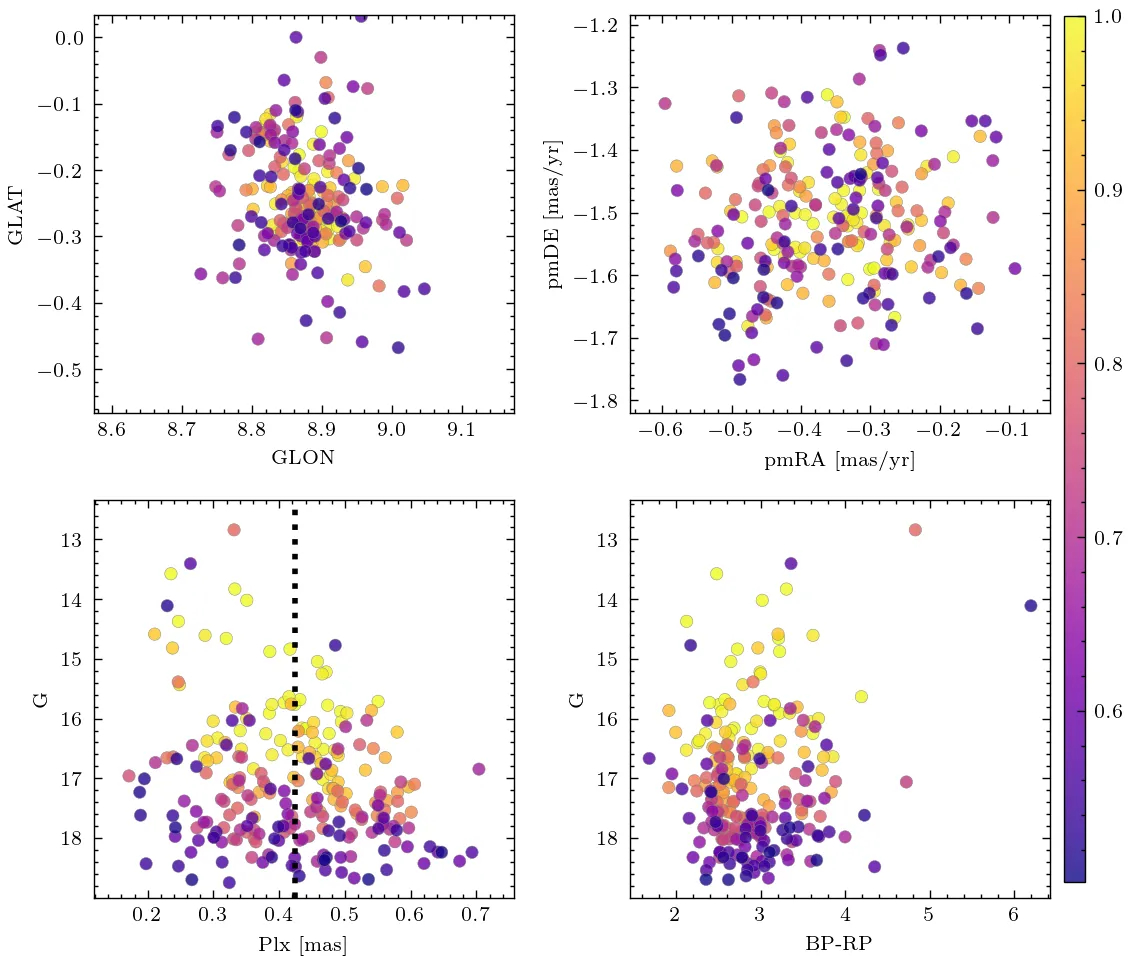 0.0
−0.1
−0.2
−0.3
−0.4
−0.5
GLAT
8.6 8.7 8.8 8.9 9.0 9.1
GLON
−1.2
−1.3
−1.4
−1.5
−1.6
−1.7
−1.8
pmDE [mas/yr]
−0.6 −0.5 −0.4 −0.3 −0.2 −0.1
pmRA [mas/yr]
1.0
0.9
0.8
0.7
0.6
13
14
15
16
17
18
G
0.2 0.3 0.4 0.5 0.6 0.7
Plx [mas]
13
14
15
16
17
18
G
2 3 4 5 6
BP-RP